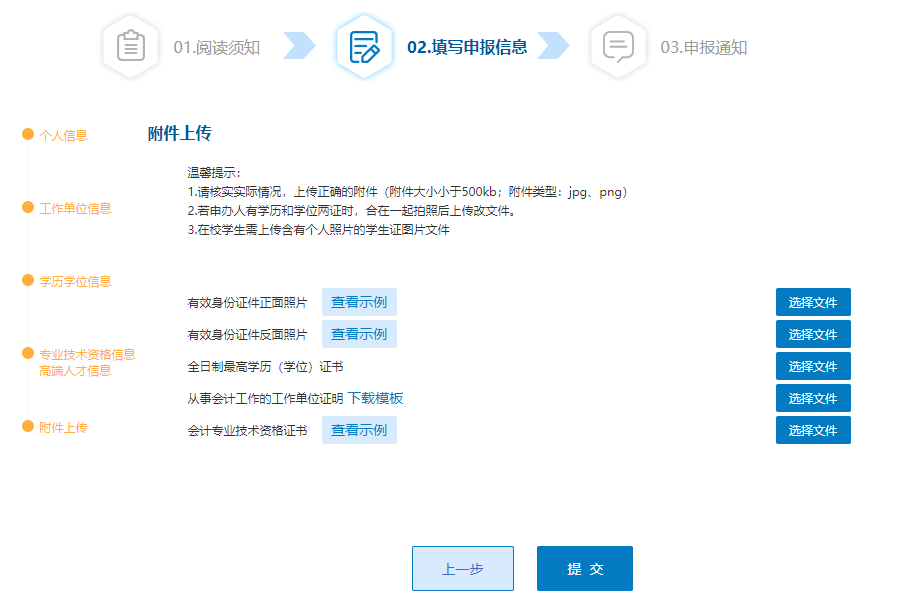 01.阅读须知
02.填写申报信息
03.申报通知
个人信息
工作单位信息
学历学位信息
专业技术资格信息
高端人才信息
附件上传
附件上传
温馨提示：
1.请核实实际情况，上传正确的附件（附件大小小于500kb；附件类型：jpg、png）
2.若申办人有学历和学位两证时，合在一起拍照后上传改文件。
3.在校学生需上传含有个人照片的学生证图片文件
有效身份证件正面照片 查看示例 选择文件
有效身份证件反面照片 查看示例 选择文件
全日制最高学历（学位）证书 选择文件
从事会计工作的工作单位证明 下载模板 选择文件
会计专业技术资格证书 查看示例 选择文件
上一步 提 交